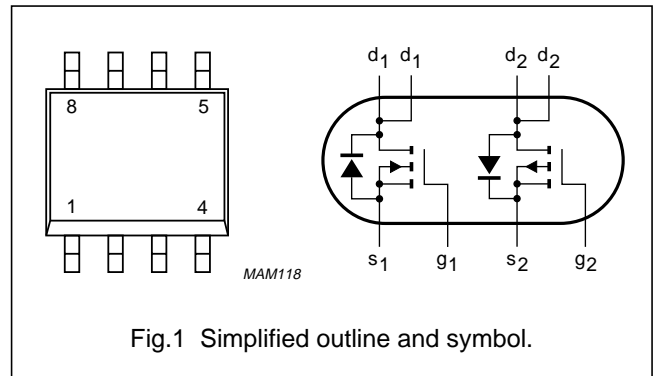 d1 d1 d2 d2
8 5
1 4
s1 g1 s2 g2
MAM118
Fig.1 Simplified outline and symbol.